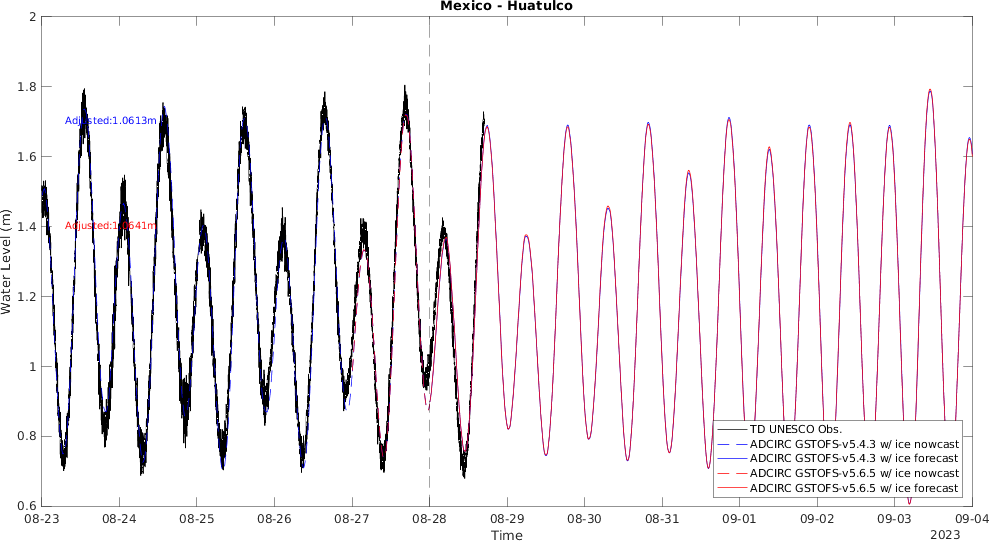 Mexico - Huatulco
Water Level (m)
2
1.8
1.6
1.4
1.2
1
0.8
0.6
Adjusted:1.0613m
Adjusted:1.0641m
TD UNESCO Obs.
ADCIRC GSTOFS-v5.4.3 w/ ice nowcast
ADCIRC GSTOFS-v5.4.3 w/ ice forecast
ADCIRC GSTOFS-v5.6.5 w/ ice nowcast
ADCIRC GSTOFS-v5.6.5 w/ ice forecast
08-23 08-24 08-25 08-26 08-27 08-28 08-29 08-30 08-31 09-01 09-02 09-03 09-04
Time
2023